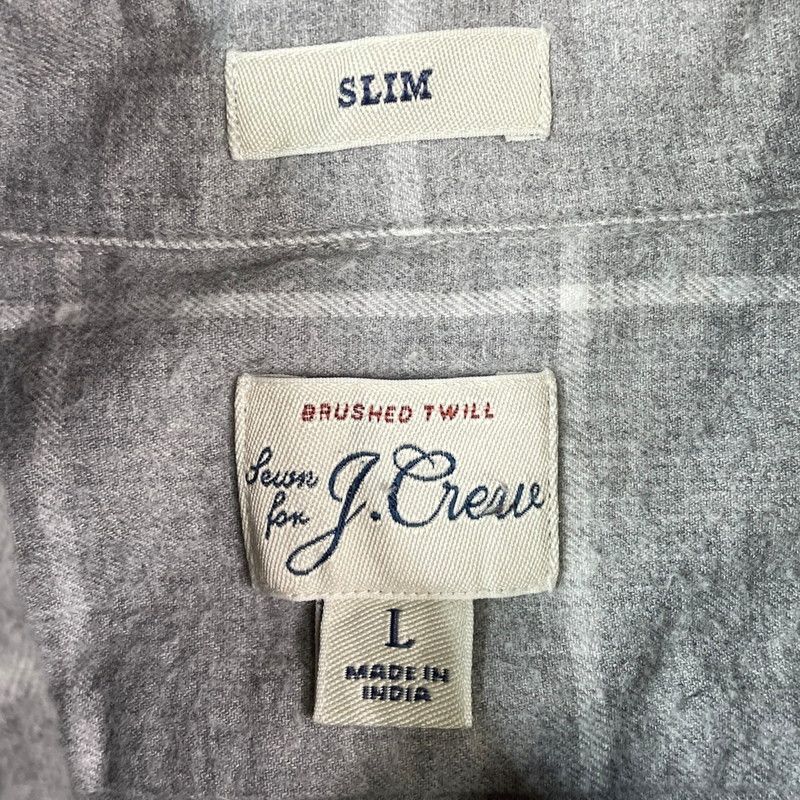 SLIM
BRUSHED TWILL
Sewn
for
J.Crew
L
MADE IN
INDIA